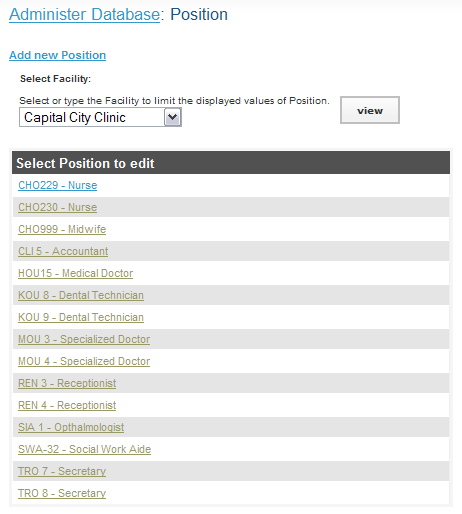 Administer Database: Position
Add new Position
Select Facility:
Select or type the Facility to limit the displayed values of Position.
Capital City Clinic
view
Select Position to edit
CHO229 - Nurse
CHO230 - Nurse
CHO999 - Midwife
CLI 5 - Accountant
HOU15 - Medical Doctor
KOU 8 - Dental Technician
KOU 9 - Dental Technician
MOU 3 - Specialized Doctor
MOU 4 - Specialized Doctor
REN 3 - Receptionist
REN 4 - Receptionist
SIA 1 - Opthalmologist
SWA-32 - Social Work Aide
TRO 7 - Secretary
TRO 8 - Secretary